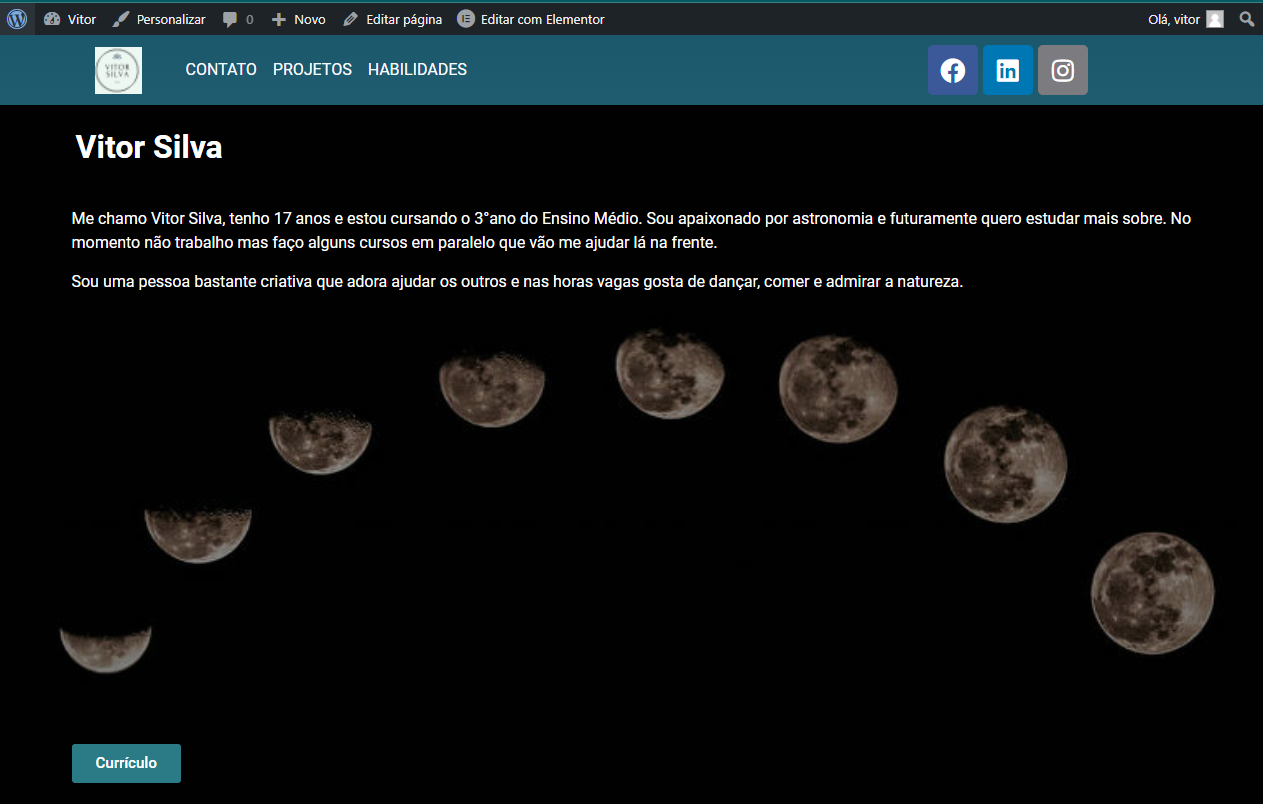 Vitor Personalizar 0 Novo Editar página Editar com Elementor Olá, vitor
VITOR
SILVA
CONTATO PROJETOS HABILIDADES
Vitor Silva
Me chamo Vitor Silva, tenho 17 anos e estou cursando o 3°ano do Ensino Médio. Sou apaixonado por astronomia e futuramente quero estudar mais sobre. No
momento não trabalho mas faço alguns cursos em paralelo que vão me ajudar lá na frente.
Sou uma pessoa bastante criativa que adora ajudar os outros e nas horas vagas gosta de dançar, comer e admirar a natureza.
Currículo